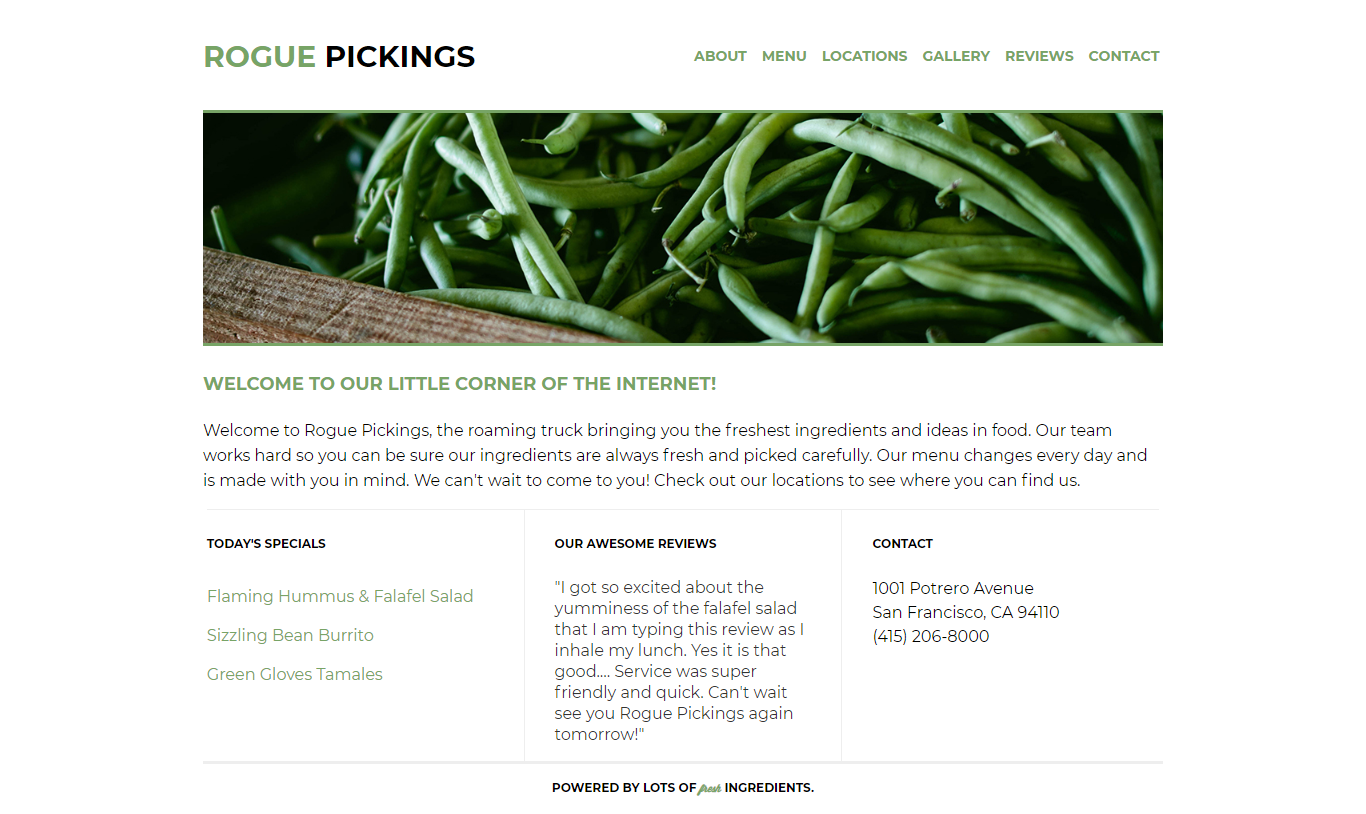 ROGUE PICKINGS
ABOUT MENU LOCATIONS GALLERY REVIEWS CONTACT
WELCOME TO OUR LITTLE CORNER OF THE INTERNET!
Welcome to Rogue Pickings, the roaming truck bringing you the freshest ingredients and ideas in food. Our team
works hard so you can be sure our ingredients are always fresh and picked carefully. Our menu changes every day and
is made with you in mind. We can't wait to come to you! Check out our locations to see where you can find us.
TODAY'S SPECIALS
Flaming Hummus & Falafel Salad
Sizzling Bean Burrito
Green Gloves Tamales
OUR AWESOME REVIEWS
"I got so excited about the
yumminess of the falafel salad
that I am typing this review as I
inhale my lunch. Yes it is that
good.... Service was super
friendly and quick. Can't wait
see you Rogue Pickings again
tomorrow!"
CONTACT
1001 Potrero Avenue
San Francisco, CA 94110
(415) 206-8000
POWERED BY LOTS OF fresh INGREDIENTS.